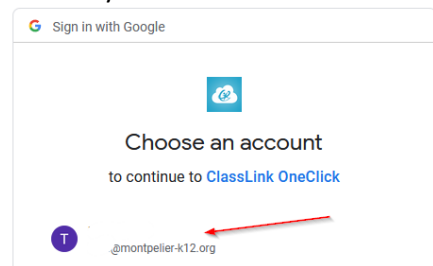 Sign in with Google
Choose an account
to continue to ClassLink OneClick
T
@montpelier-k12.org